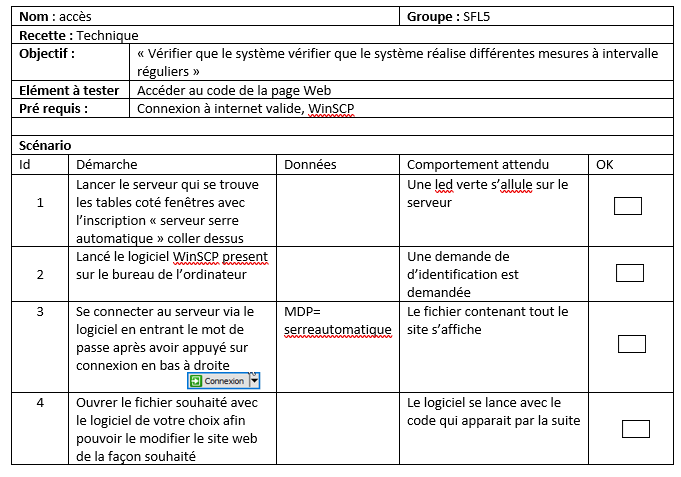 Nom : accès Groupe : SFL5
Recette : Technique
Objectif : « Vérifier que le système vérifier que le système réalise différentes mesures à intervalle
réguliers »
Elément à tester Accéder au code de la page Web
Pré requis : Connexion à internet valide, WinSCP
Scénario
Id Démarche Données Comportement attendu OK
1 Lancer le serveur qui se trouve
les tables coté fenêtres avec
l’inscription « serveur serre
automatique » coller dessus
Une led verte s’allule sur le
serveur
2 Lancé le logiciel WinSCP present
sur le bureau de l’ordinateur
Une demande de
d’identification est
demandée
3 Se connecter au serveur via le
logiciel en entrant le mot de
passe après avoir appuyé sur
connexion en bas à droite
Connexion
MDP=
serreautomatique
Le fichier contenant tout le
site s’affiche
4 Ouvrer le fichier souhaité avec
le logiciel de votre choix afin
pouvoir le modifier le site web
de la façon souhaité
Le logiciel se lance avec le
code qui apparait par la suite